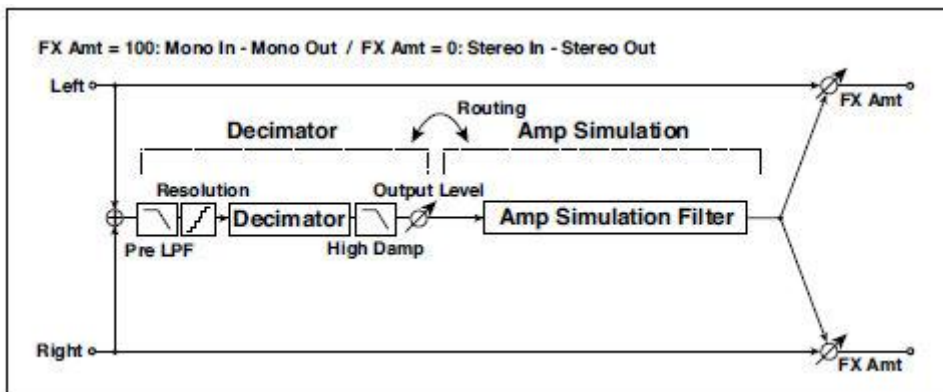 FX Amt = 100: Mono In - Mono Out / FX Amt = 0: Stereo In - Stereo Out
Left
FX Amt
Routing
Decimator
Amp Simulation
Resolution
Output Level
Decimator
Amp Simulation Filter
Pre LPF
High Damp
Right
FX Amt